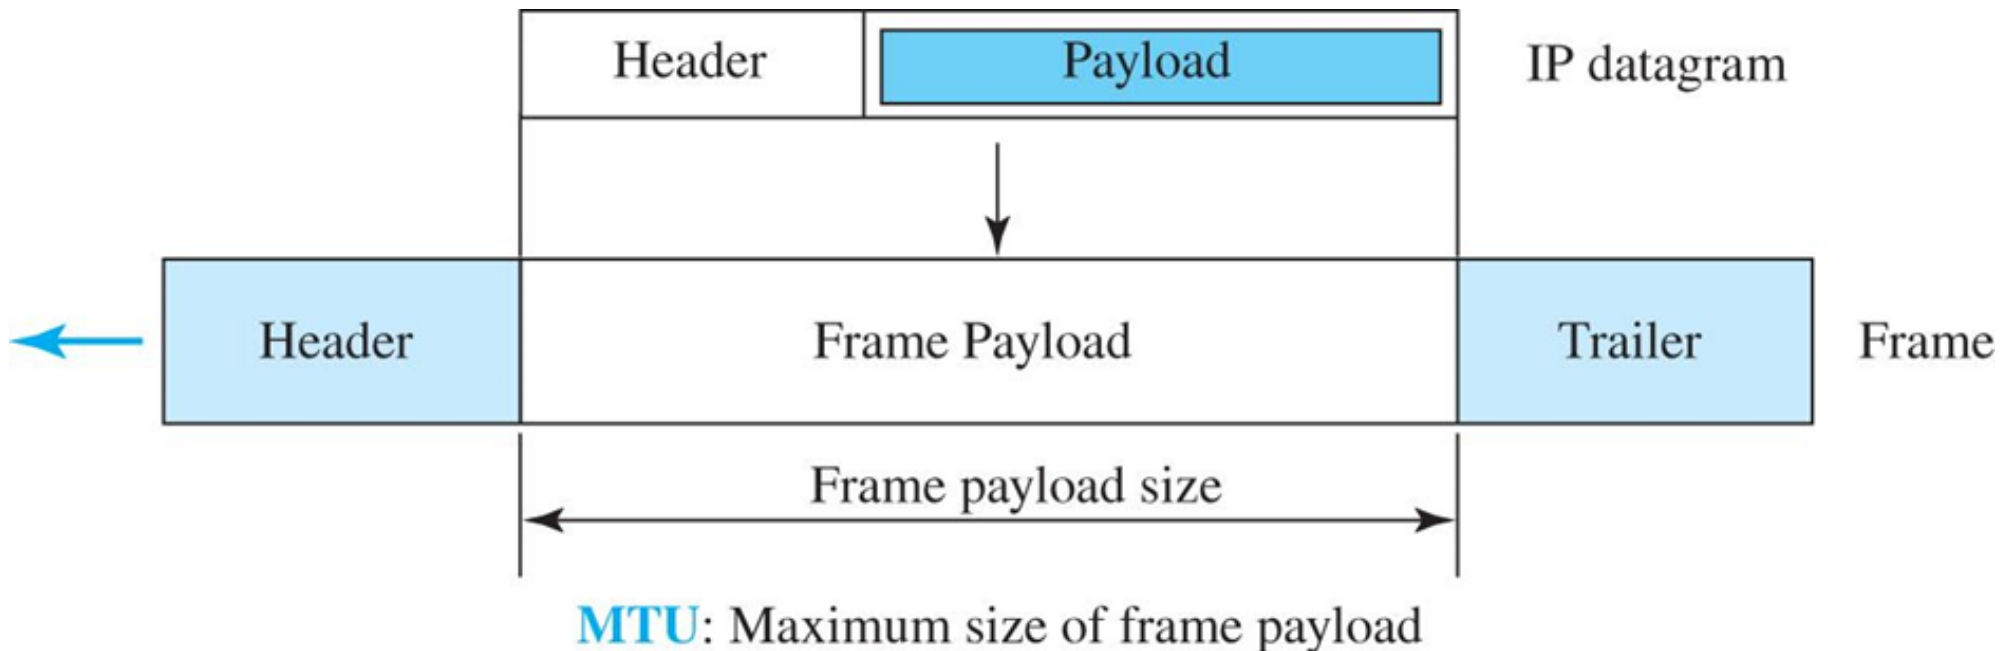 Header Payload IP datagram
Header Frame Payload Trailer Frame
Frame payload size
MTU: Maximum size of frame payload